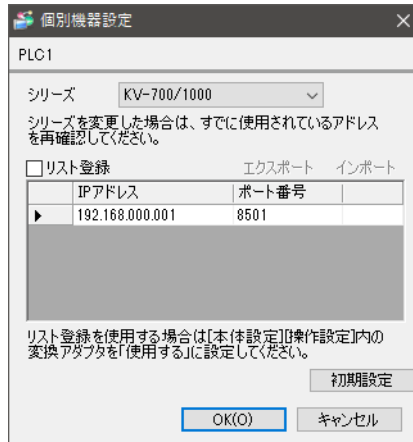 個別機器設定
PLC1
シリーズ KV-700/1000
シリーズを変更した場合は、すでに使用されているアドレス
を再確認してください。
リスト登録 エクスポート インポート
IPアドレス ポート番号
192.168.000.001 8501
リスト登録を使用する場合は[本体設定][操作設定]内の
変換アダプタを「使用する」に設定してください。
初期設定
OK(O) キャンセル